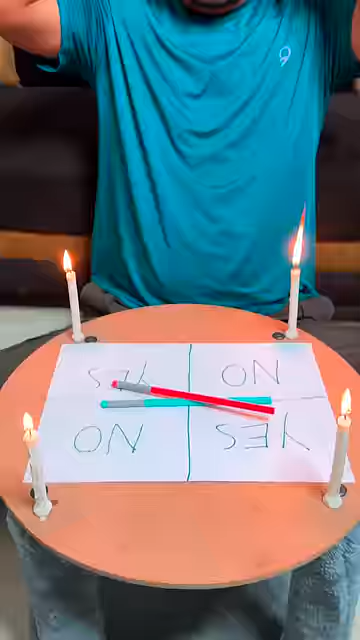 YES NO
NO YES